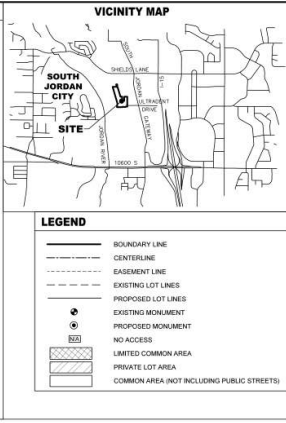 VICINITY MAP
SOUTH
JORDAN
CITY
SITE
SHIELDS LANE
SOUTH JORDAN GATEWAY
I-15
ULTRADENT
DRIVE
JORDAN RIVER
10600 S.
LEGEND
BOUNDARY LINE
CENTERLINE
EASEMENT LINE
EXISTING LOT LINES
PROPOSED LOT LINES
EXISTING MONUMENT
PROPOSED MONUMENT
N/A NO ACCESS
LIMITED COMMON AREA
PRIVATE LOT AREA
COMMON AREA (NOT INCLUDING PUBLIC STREETS)